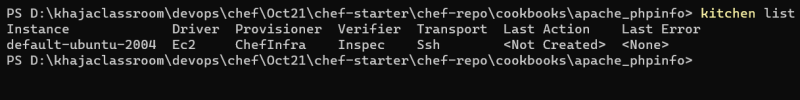 PS D:\khajaclassroom\devops\chef\Oct21\chef-starter\chef-repo\cookbooks\apache_phpinfo> kitchen list
Instance             Driver  Provisioner  Verifier  Transport  Last Action    Last Error
default-ubuntu-2004  Ec2     ChefInfra    Inspec    Ssh        <Not Created>  <None>
PS D:\khajaclassroom\devops\chef\Oct21\chef-starter\chef-repo\cookbooks\apache_phpinfo>